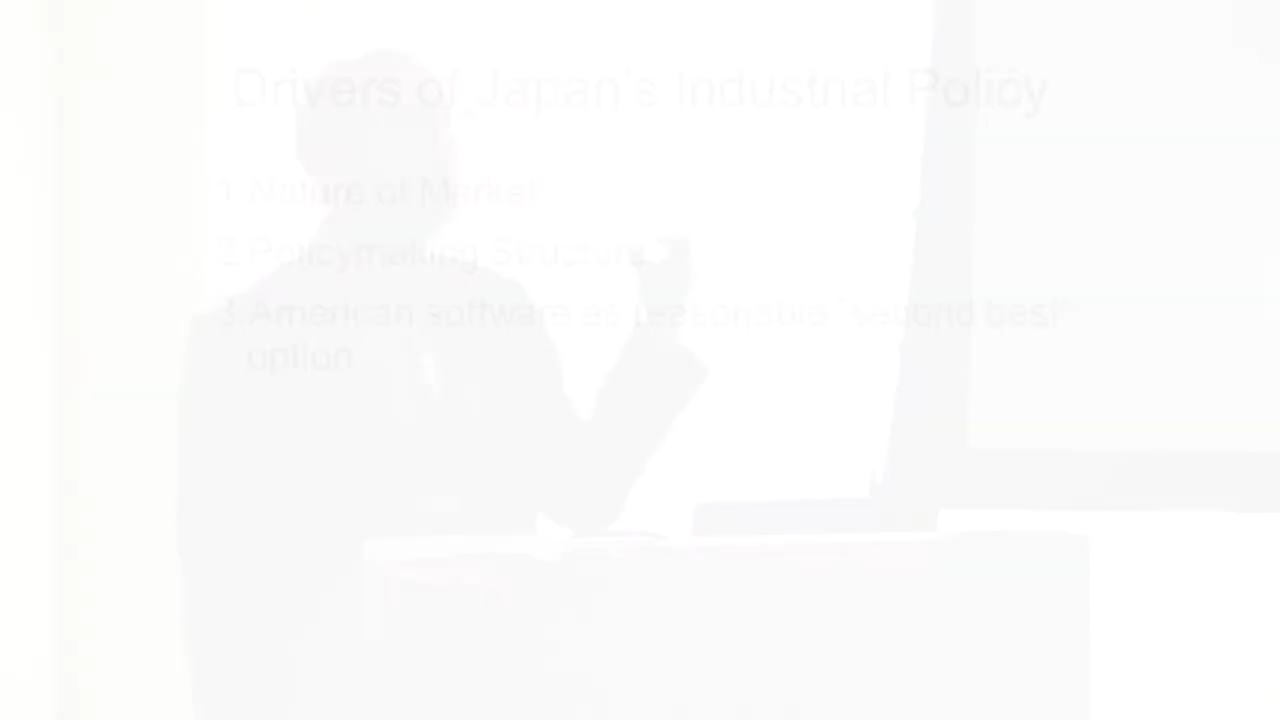 Drivers of Japan's Industrial Policy
1. Nature of Market
2. Policymaking Structure
3. American software as reasonable "second best"
option